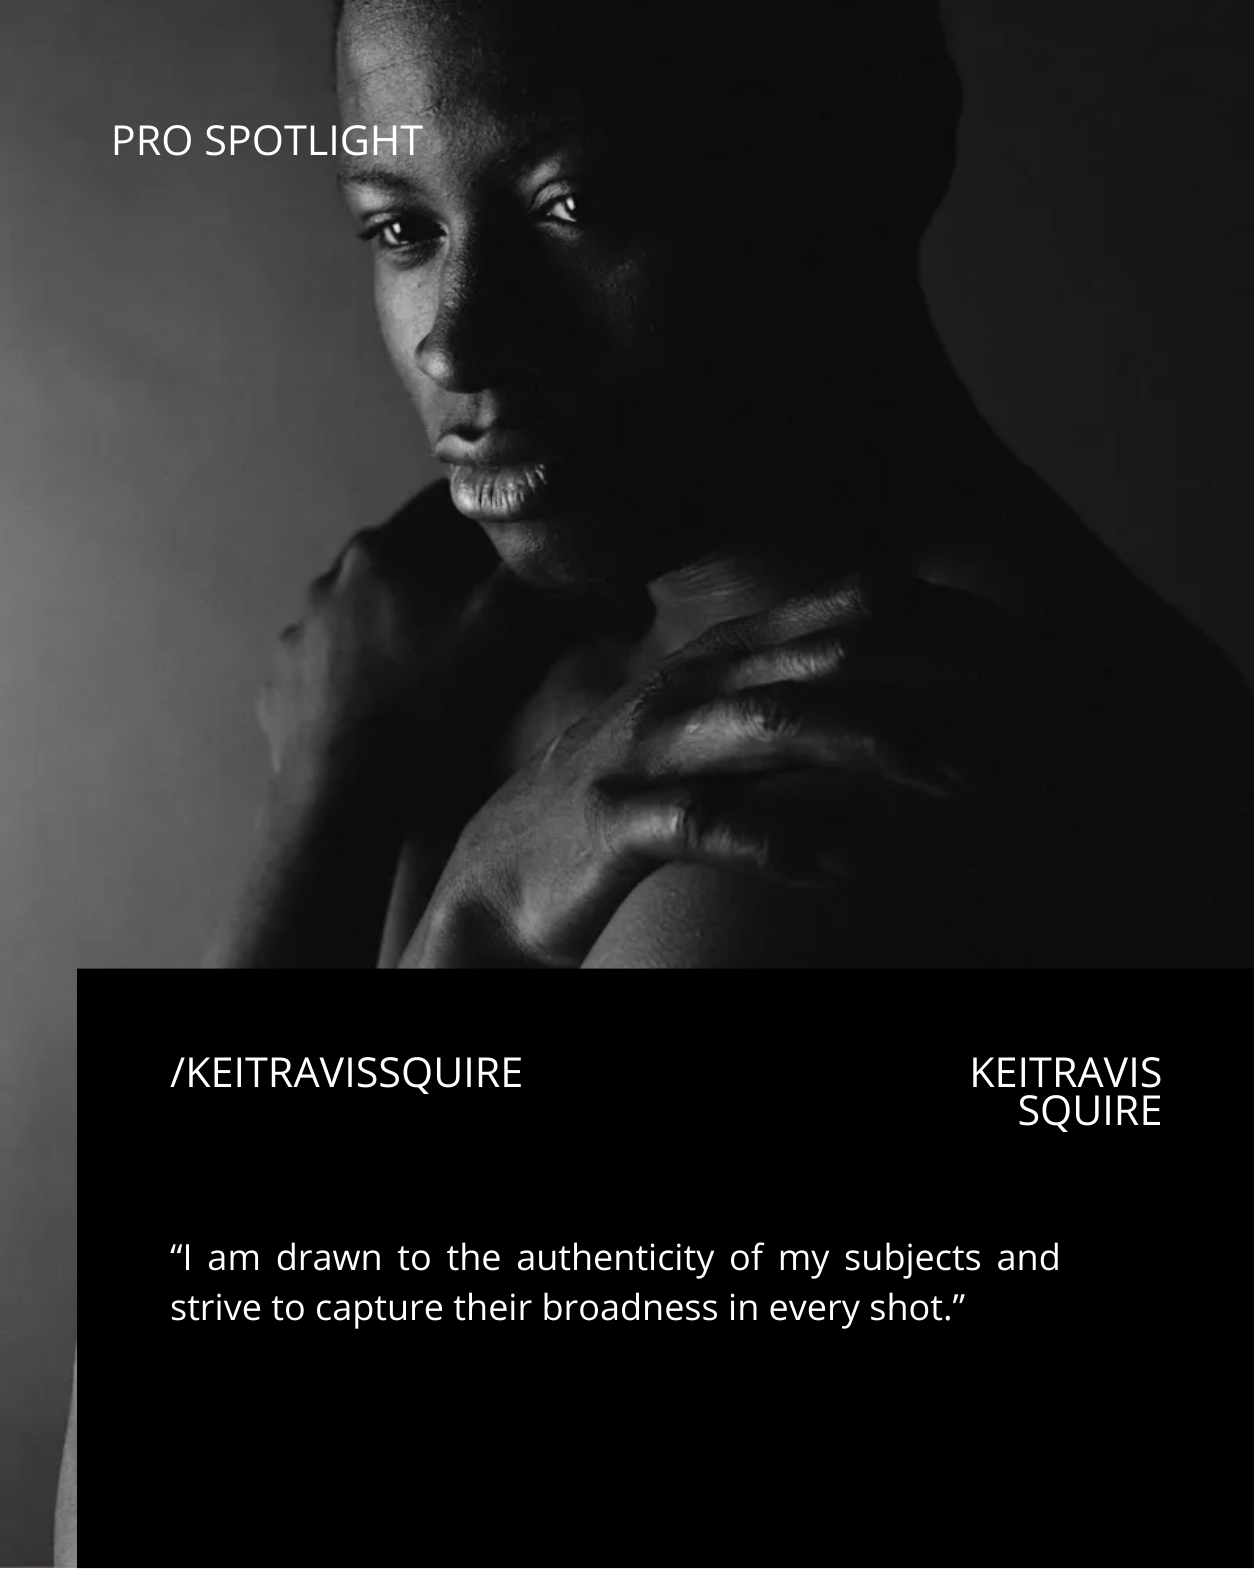 PRO SPOTLIGHT
/KEITRAVISSQUIRE
KEITRAVIS
SQUIRE
“I am drawn to the authenticity of my subjects and
strive to capture their broadness in every shot.”